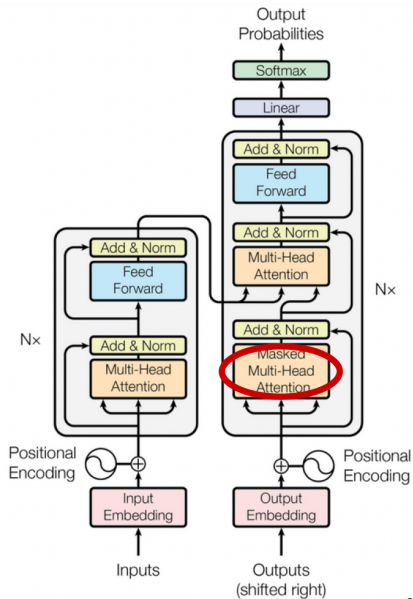 Output
Probabilities
Softmax
Linear
Add & Norm
Feed
Forward
Add & Norm
Multi-Head
Attention
Add & Norm
Masked
Multi-Head
Attention
Nx
Positional
Encoding
Output
Embedding
Outputs
(shifted right)
Add & Norm
Feed
Forward
Add & Norm
Multi-Head
Attention
Nx
Positional
Encoding
Input
Embedding
Inputs